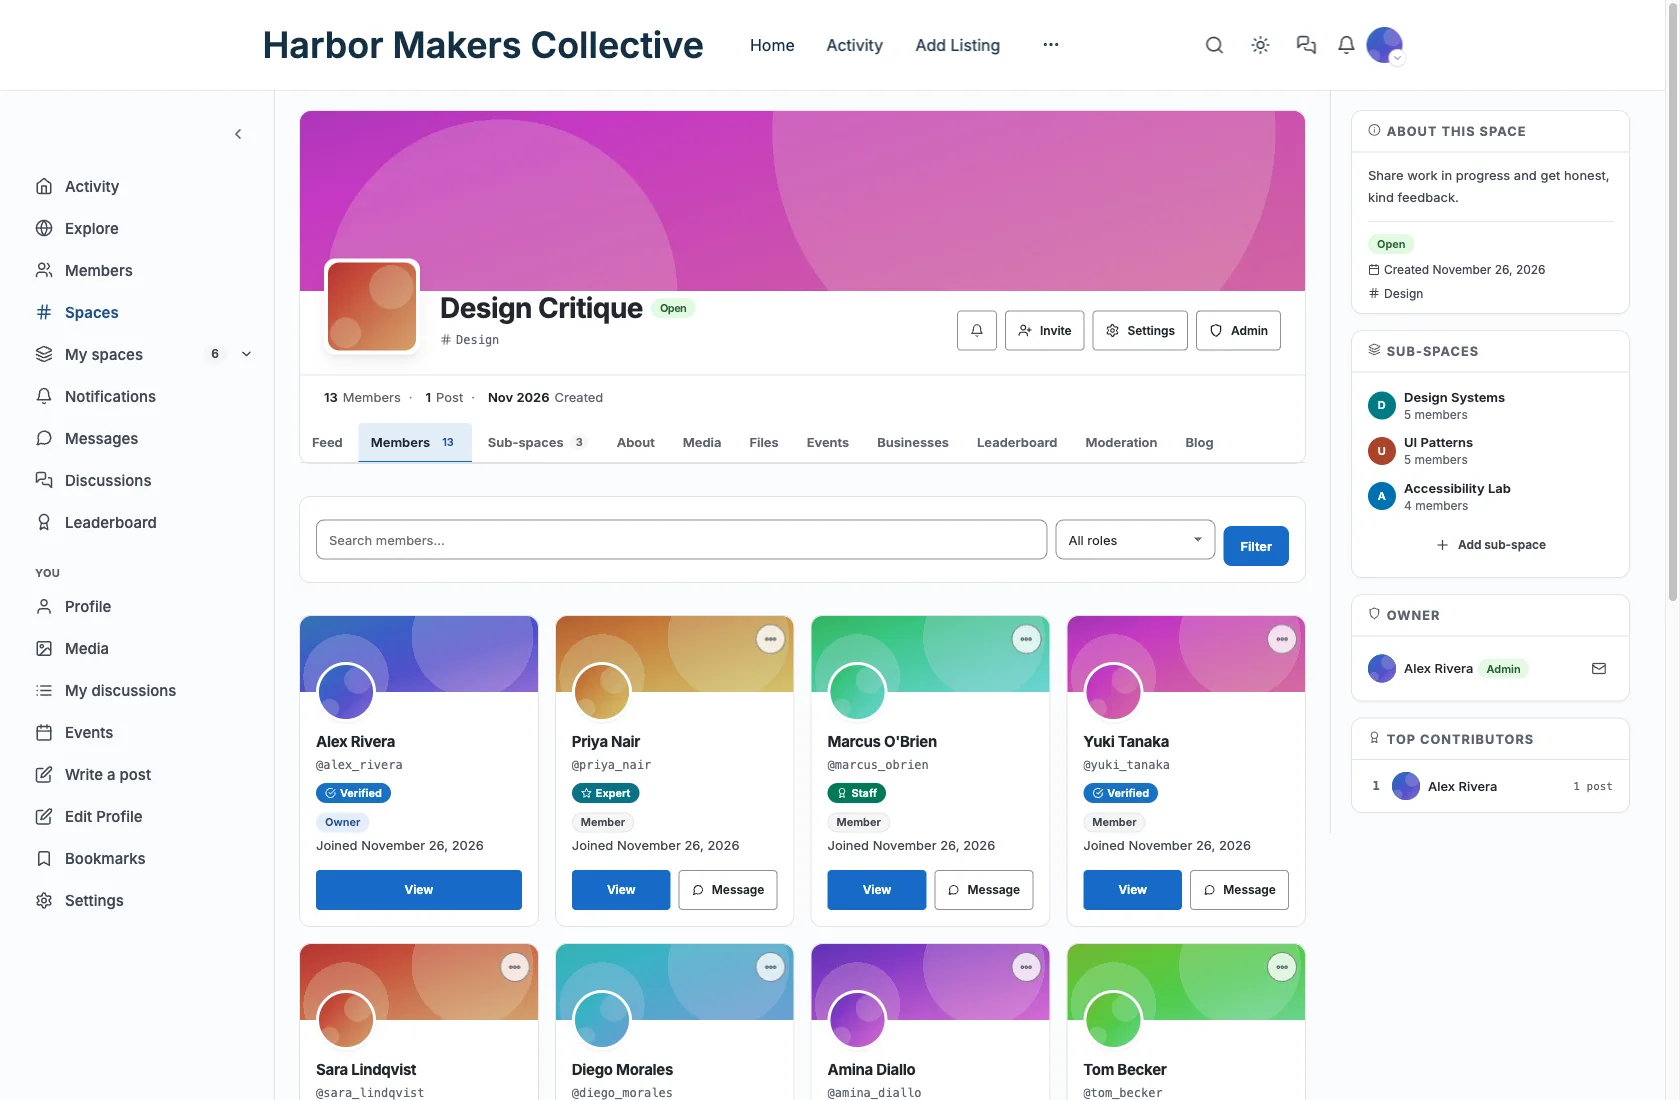 Harbor Makers Collective
Home
Activity
Add Listing
Activity
Explore
Members
Spaces
My spaces 6
Notifications
Messages
Discussions
Leaderboard
YOU
Profile
Media
My discussions
Events
Write a post
Edit Profile
Bookmarks
Settings
Design Critique Open
# Design
Invite
Settings
Admin
13 Members · 1 Post · Nov 2026 Created
Feed
Members 13
Sub-spaces 3
About
Media
Files
Events
Businesses
Leaderboard
Moderation
Blog
Search members...
All roles
Filter
Alex Rivera
@alex_rivera
Verified
Owner
Joined November 26, 2026
View
Priya Nair
@priya_nair
Expert
Member
Joined November 26, 2026
View
Message
Marcus O'Brien
@marcus_obrien
Staff
Member
Joined November 26, 2026
View
Message
Yuki Tanaka
@yuki_tanaka
Verified
Member
Joined November 26, 2026
View
Message
Sara Lindqvist
@sara_lindqvist
Diego Morales
@diego_morales
Amina Diallo
@amina_diallo
Tom Becker
@tom_becker
ABOUT THIS SPACE
Share work in progress and get honest,
kind feedback.
Open
Created November 26, 2026
# Design
SUB-SPACES
D
Design Systems
5 members
U
UI Patterns
5 members
A
Accessibility Lab
4 members
+ Add sub-space
OWNER
Alex Rivera Admin
TOP CONTRIBUTORS
1 Alex Rivera 1 post